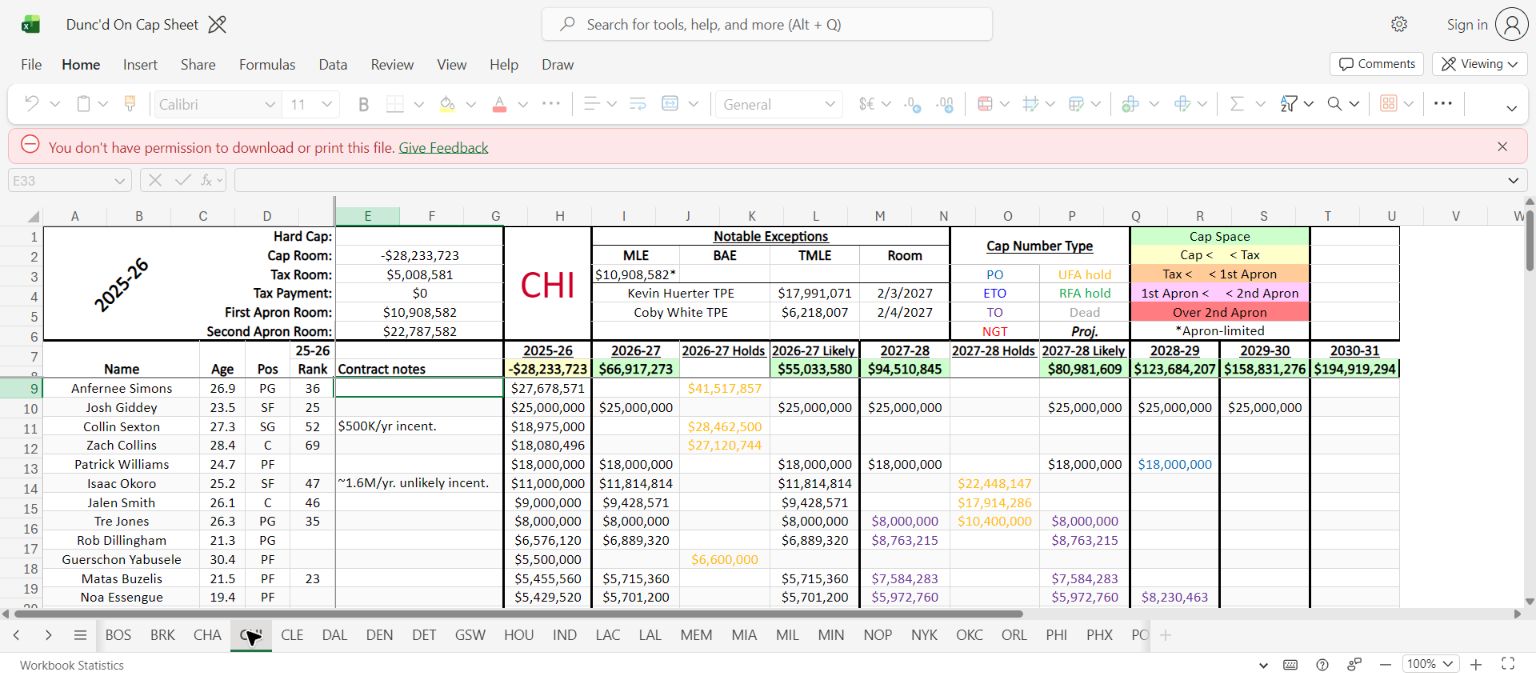 Dunc'd On Cap Sheet
Search for tools, help, and more (Alt + Q)
Sign in
File Home Insert Share Formulas Data Review View Help Draw
Comments Viewing
Calibri 11 B A General $€
You don't have permission to download or print this file. Give Feedback
E33 fx
A B C D E F G H I J K L M N O P Q R S T U V
1 Hard Cap: Notable Exceptions Cap Space
2 2025-26 Cap Room: -$28,233,723 CHI MLE BAE TMLE Room Cap Number Type Cap < < Tax
3 Tax Room: $5,008,581 $10,908,582* PO UFA hold Tax < < 1st Apron
4 Tax Payment: $0 Kevin Huerter TPE $17,991,071 2/3/2027 ETO RFA hold 1st Apron < < 2nd Apron
5 First Apron Room: $10,908,582 Coby White TPE $6,218,007 2/4/2027 TO Dead Over 2nd Apron
6 Second Apron Room: $22,787,582 NGT Proj. *Apron-limited
7 25-26 2025-26 2026-27 2026-27 Holds 2026-27 Likely 2027-28 2027-28 Holds 2027-28 Likely 2028-29 2029-30 2030-31
Name Age Pos Rank Contract notes -$28,233,723 $66,917,273 $55,033,580 $94,510,845 $80,981,609 $123,684,207 $158,831,276 $194,919,294
9 Anfernee Simons 26.9 PG 36 $27,678,571 $41,517,857
10 Josh Giddey 23.5 SF 25 $25,000,000 $25,000,000 $25,000,000 $25,000,000 $25,000,000 $25,000,000 $25,000,000
11 Collin Sexton 27.3 SG 52 $500K/yr incent. $18,975,000 $28,462,500
12 Zach Collins 28.4 C 69 $18,080,496 $27,120,744
13 Patrick Williams 24.7 PF $18,000,000 $18,000,000 $18,000,000 $18,000,000 $18,000,000 $18,000,000
14 Isaac Okoro 25.2 SF 47 ~1.6M/yr. unlikely incent. $11,000,000 $11,814,814 $11,814,814 $22,448,147
15 Jalen Smith 26.1 C 46 $9,000,000 $9,428,571 $9,428,571 $17,914,286
16 Tre Jones 26.3 PG 35 $8,000,000 $8,000,000 $8,000,000 $8,000,000 $10,400,000 $8,000,000
17 Rob Dillingham 21.3 PG $6,576,120 $6,889,320 $6,889,320 $8,763,215 $8,763,215
18 Guerschon Yabusele 30.4 PF $5,500,000 $6,600,000
19 Matas Buzelis 21.5 PF 23 $5,455,560 $5,715,360 $5,715,360 $7,584,283 $7,584,283
Noa Essengue 19.4 PF $5,429,520 $5,701,200 $5,701,200 $5,972,760 $5,972,760 $8,230,463
BOS BRK CHA CLE DAL DEN DET GSW HOU IND LAC LAL MEM MIA MIL MIN NOP NYK OKC ORL PHI PHX
Workbook Statistics 100%